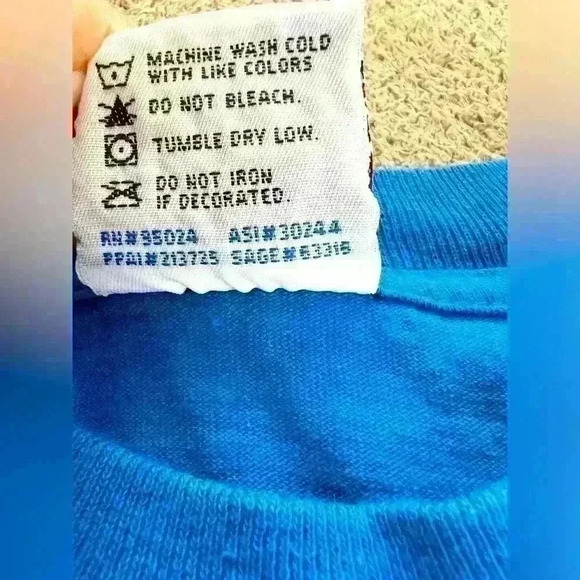 MACHINE WASH COLD
WITH LIKE COLORS
DO NOT BLEACH.
TUMBLE DRY LOW.
DO NOT IRON
IF DECORATED.
RN#95024 ASI#30244
PPAI#213725 SAGE#63316